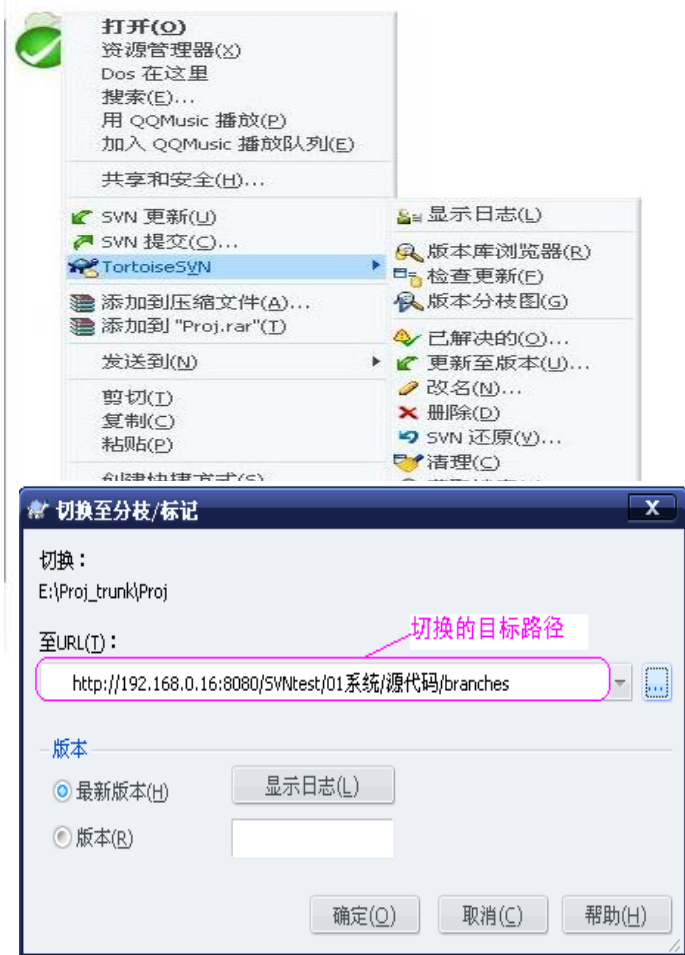 打开(O)
资源管理器(X)
Dos 在这里
搜索(E)...
用 QQMusic 播放(P)
加入 QQMusic 播放队列(E)
共享和安全(H)...
SVN 更新(U)
SVN 提交(C)...
TortoiseSVN
添加到压缩文件(A)...
添加到 "Proj.rar"(T)
发送到(N)
剪切(T)
复制(C)
粘贴(P)
创建快捷方式(S)
显示日志(L)
版本库浏览器(R)
检查更新(F)
版本分枝图(G)
已解决的(O)...
更新至版本(U)...
改名(N)...
删除(D)
SVN 还原(V)...
清理(C)
切换至分枝/标记
X
切换：
E:\Proj_trunk\Proj
切换的目标路径
至URL(T)：
http://192.168.0.16:8080/SVNtest/01系统/源代码/branches
...
版本
最新版本(H)
显示日志(L)
版本(R)
确定(O)
取消(C)
帮助(H)